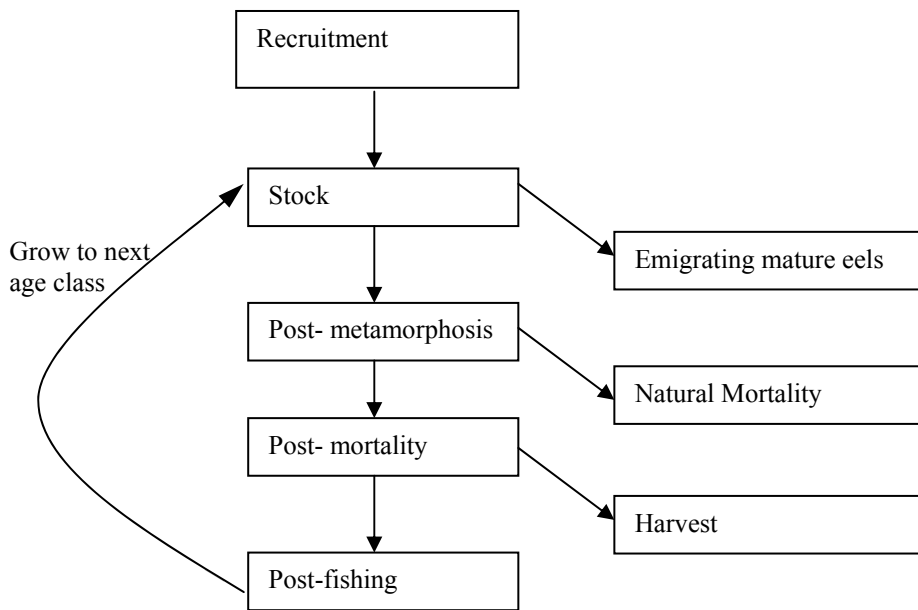 Recruitment
Stock
Grow to next
age class
Emigrating mature eels
Post- metamorphosis
Natural Mortality
Post- mortality
Harvest
Post-fishing